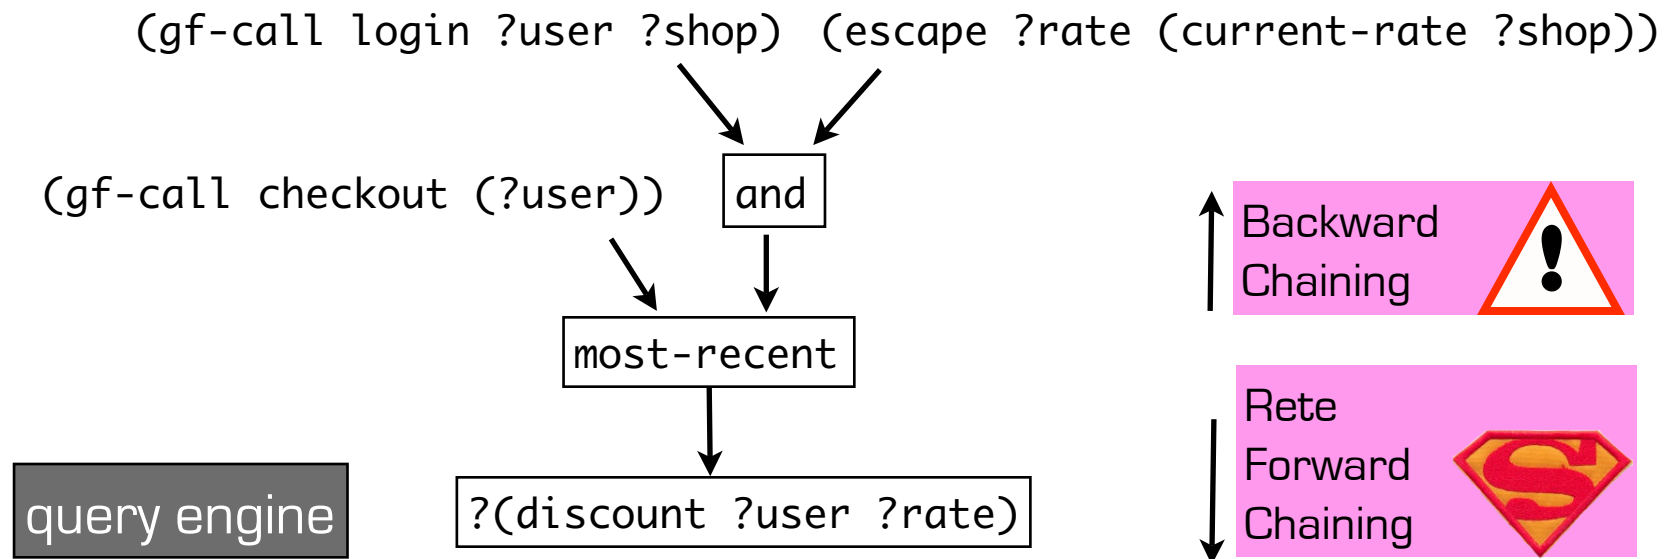 (gf-call login ?user ?shop) (escape ?rate (current-rate ?shop))
(gf-call checkout (?user))
and
most-recent
?(discount ?user ?rate)
query engine
Backward
Chaining
!
Rete
Forward
Chaining
S